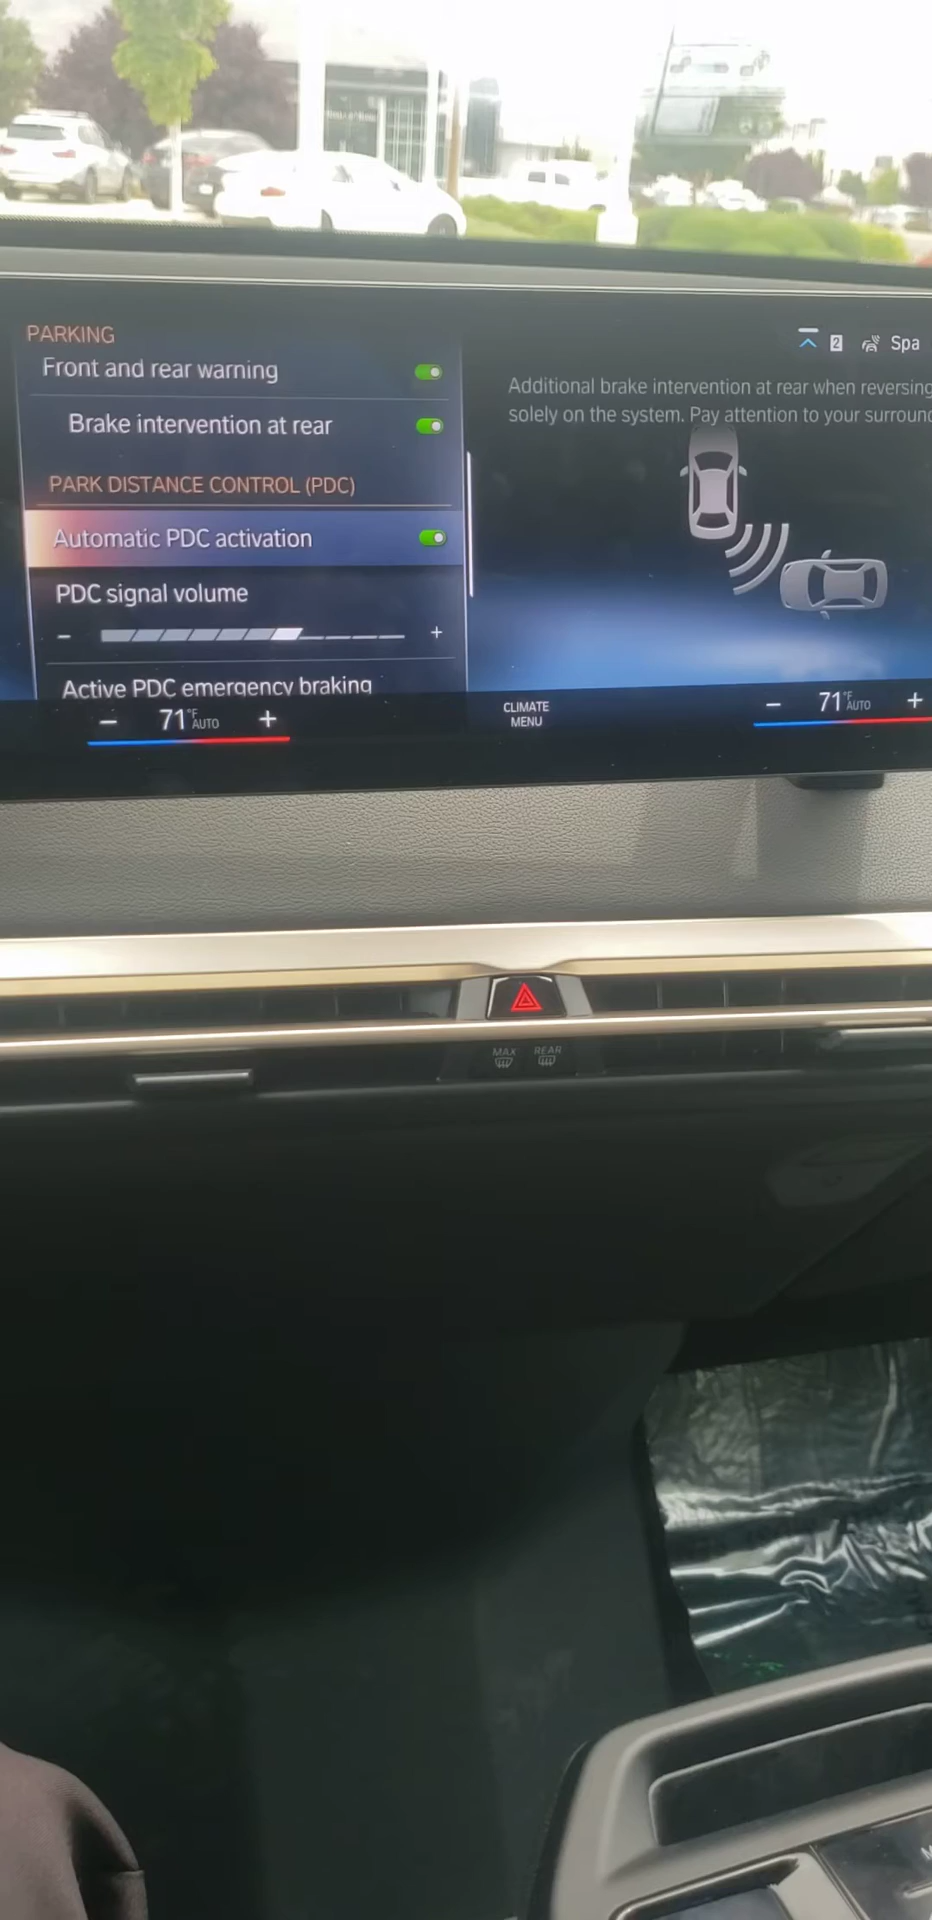 PARKING
2 Spa
Front and rear warning
Additional brake intervention at rear when reversing
solely on the system. Pay attention to your surroun
Brake intervention at rear
PARK DISTANCE CONTROL (PDC)
Automatic PDC activation
PDC signal volume
− +
Active PDC emergency braking
− 71°F AUTO +
CLIMATE
MENU
− 71°F AUTO +
MAX REAR